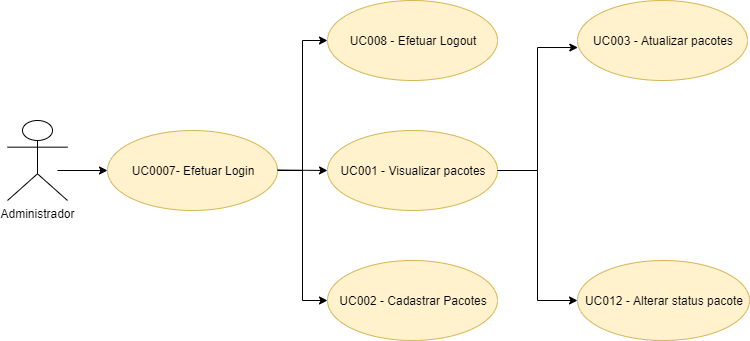 UC008 - Efetuar Logout
UC003 - Atualizar pacotes
UC0007- Efetuar Login
UC001 - Visualizar pacotes
Administrador
UC002 - Cadastrar Pacotes
UC012 - Alterar status pacote